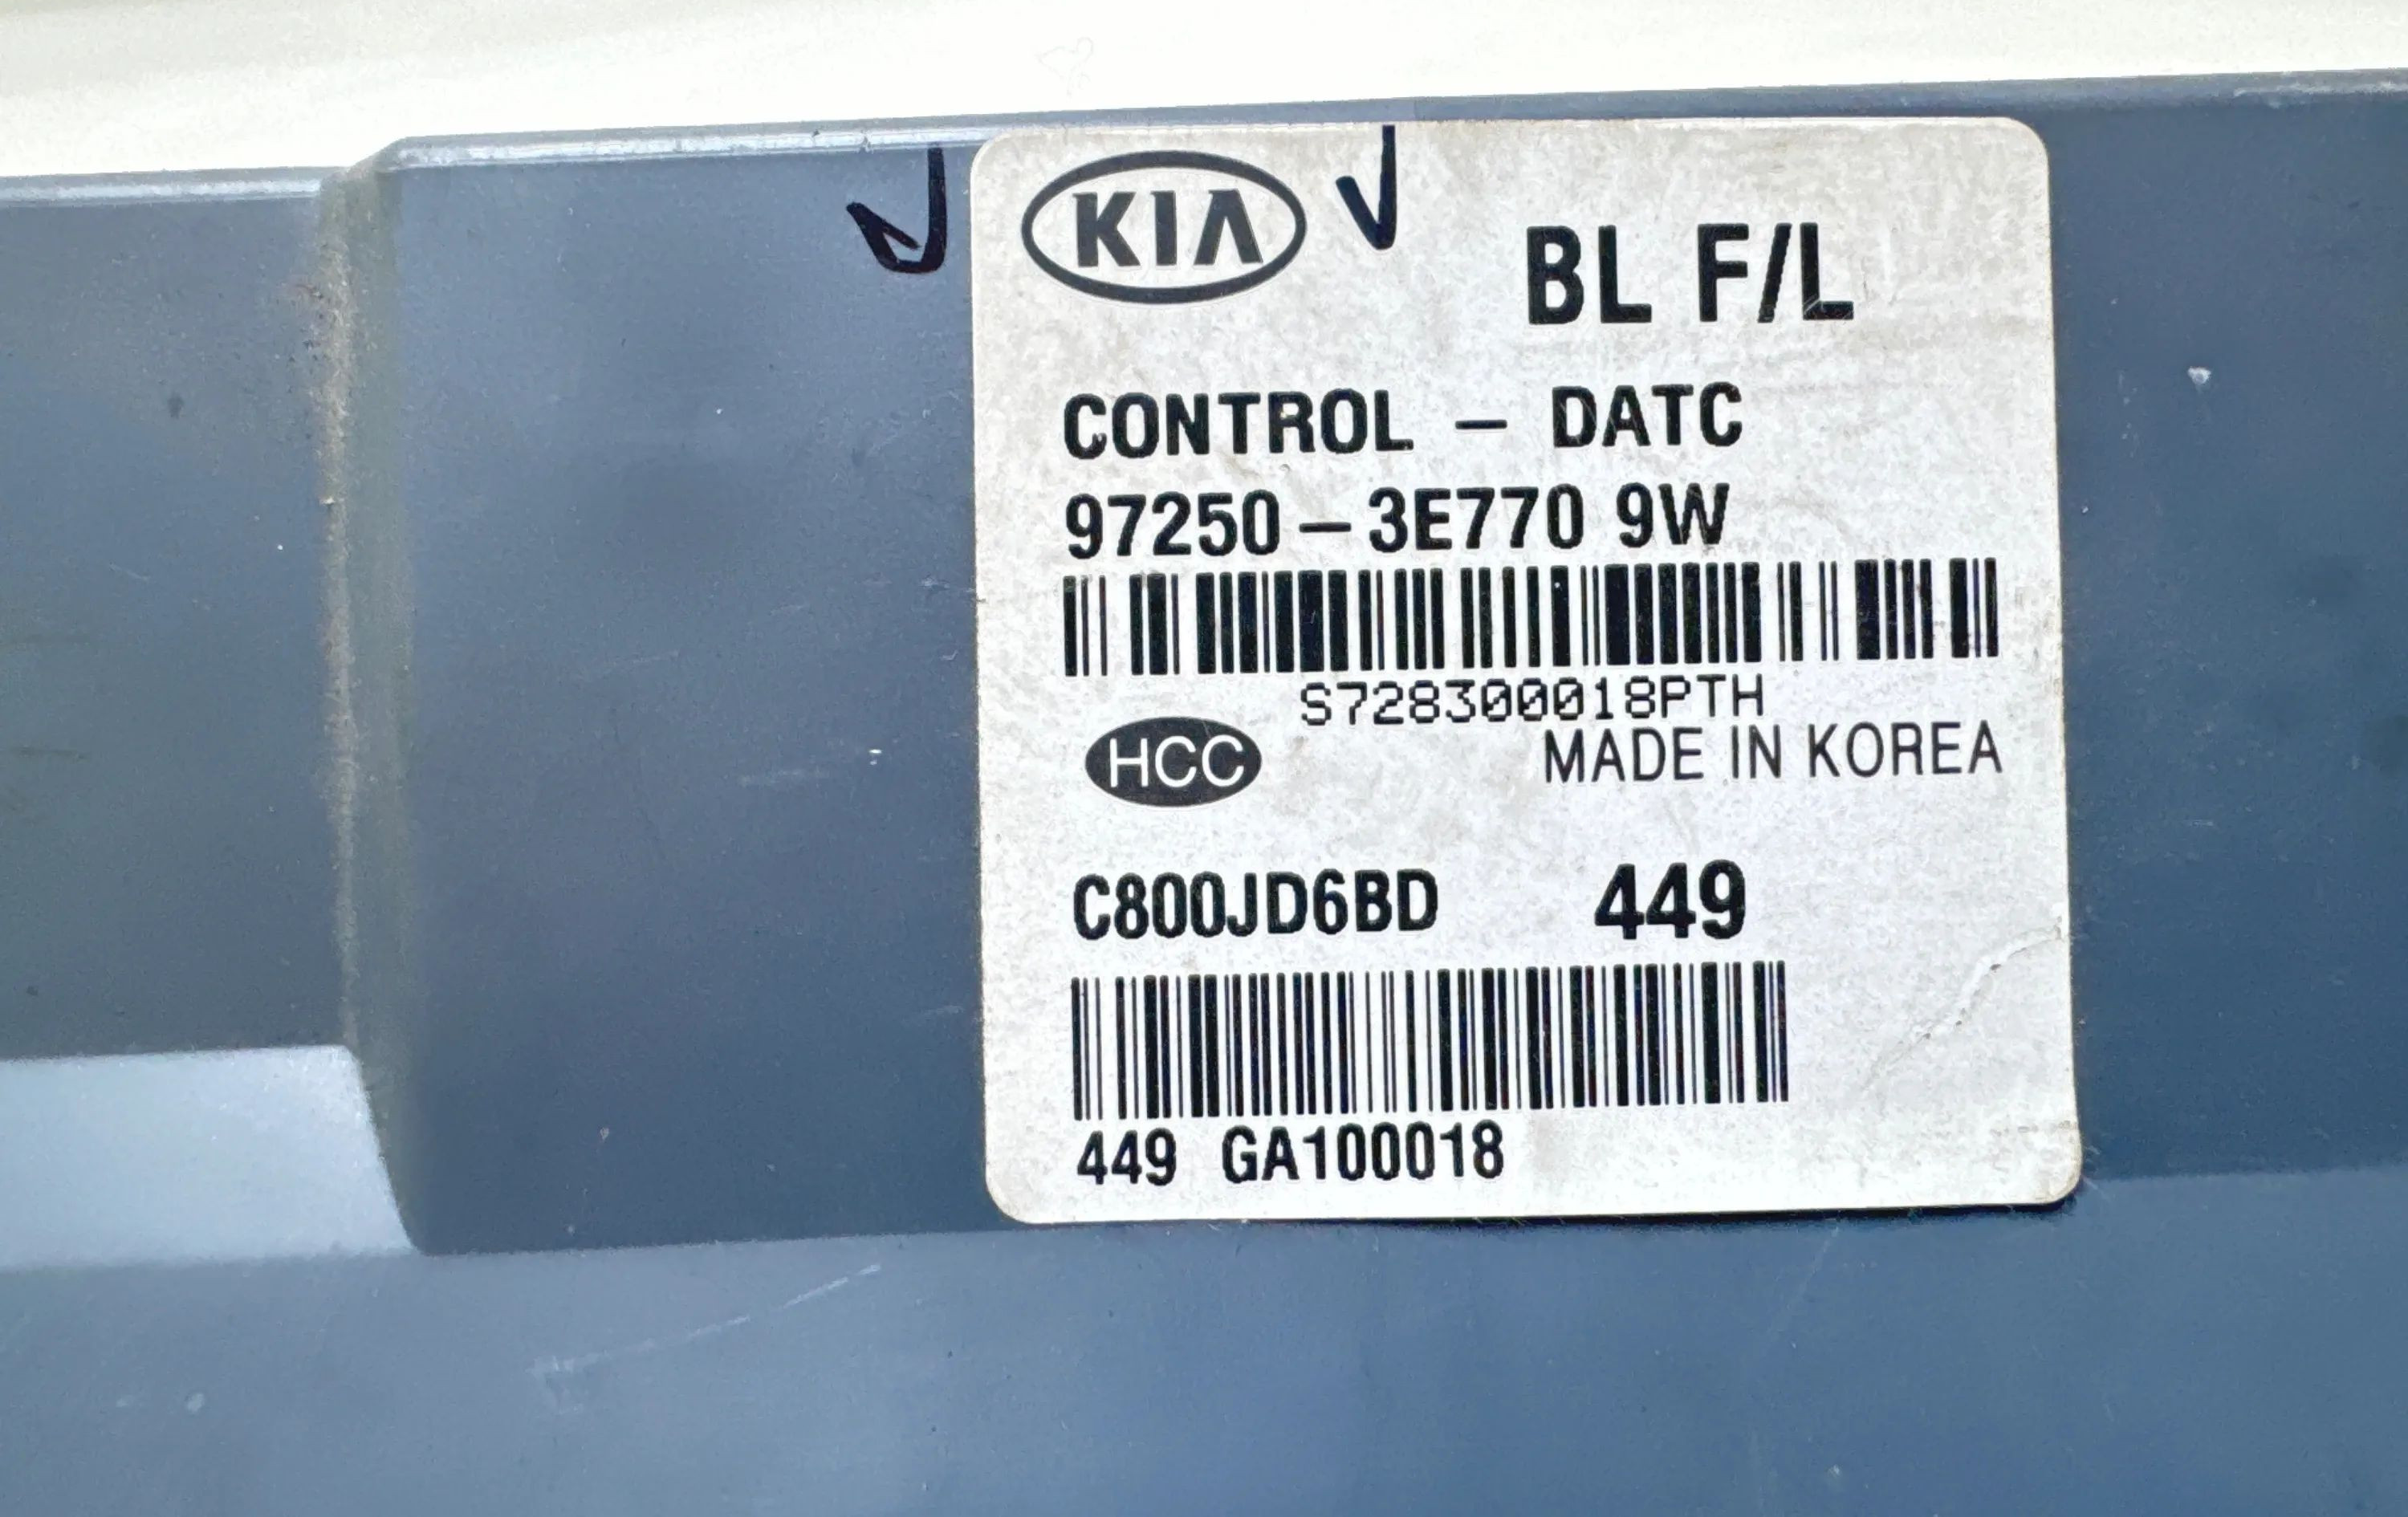 KIA
BL F/L
CONTROL – DATC
97250–3E770 9W
S728300018PTH
HCC
MADE IN KOREA
C800JD6BD 449
449 GA100018